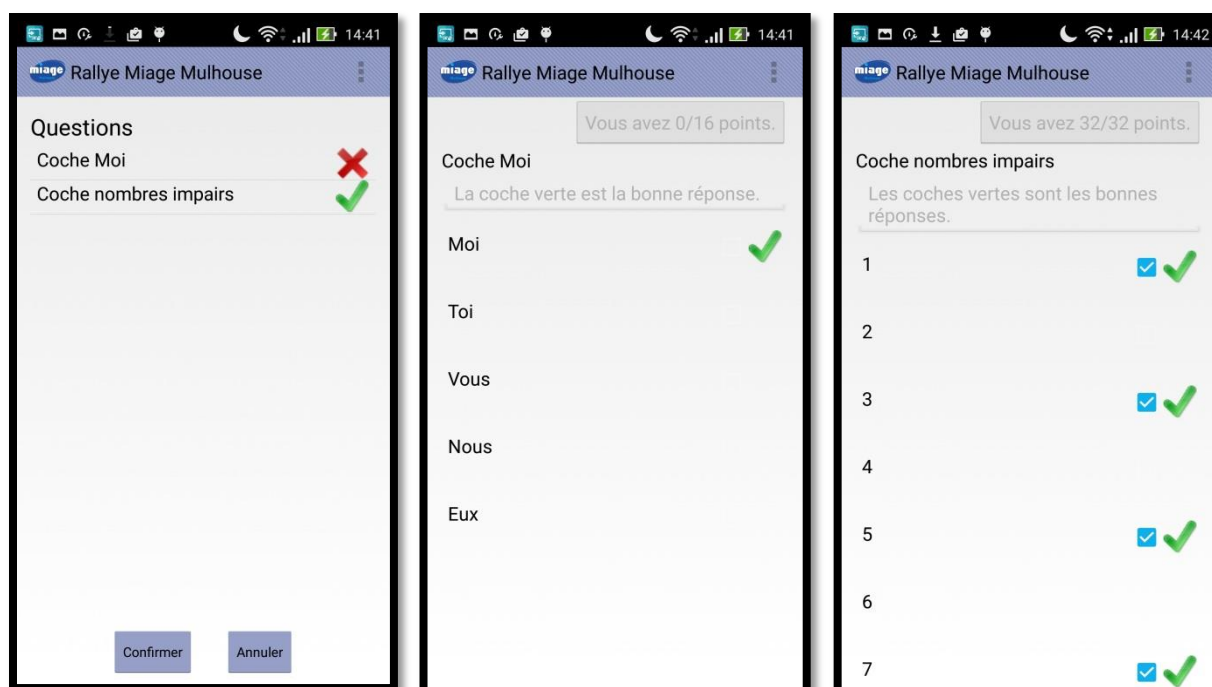 14:41
miage Rallye Miage Mulhouse
Questions
Coche Moi
Coche nombres impairs
Confirmer Annuler
14:41
miage Rallye Miage Mulhouse
Vous avez 0/16 points.
Coche Moi
La coche verte est la bonne réponse.
Moi
Toi
Vous
Nous
Eux
14:42
miage Rallye Miage Mulhouse
Vous avez 32/32 points.
Coche nombres impairs
Les coches vertes sont les bonnes
réponses.
1
2
3
4
5
6
7